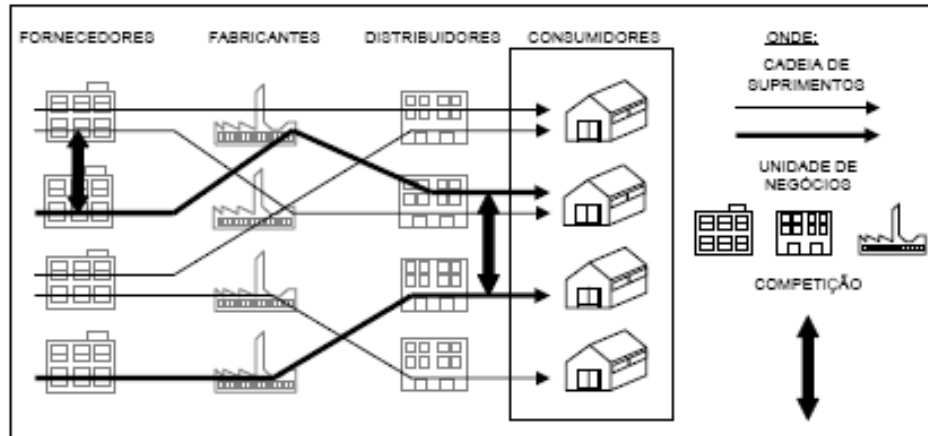 FORNECEDORES
FABRICANTES
DISTRIBUIDORES
CONSUMIDORES
ONDE:
CADEIA DE
SUPRIMENTOS
UNIDADE DE
NEGÓCIOS
COMPETIÇÃO